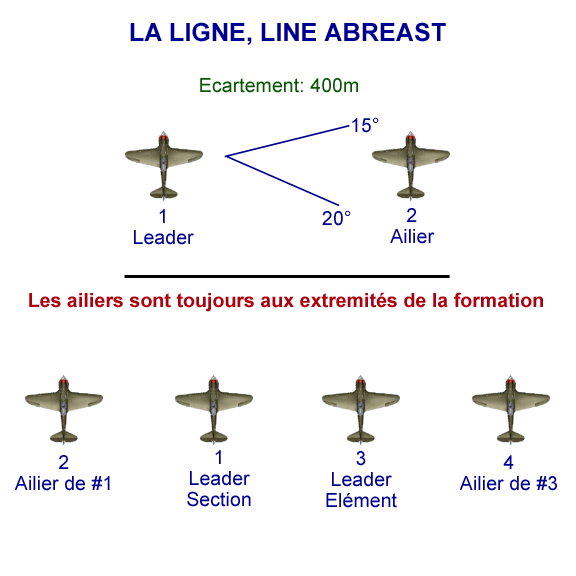 LA LIGNE, LINE ABREAST
Ecartement: 400m
15°
20°
1
Leader
2
Ailier
Les ailiers sont toujours aux extremités de la formation
2
Ailier de #1
1
Leader
Section
3
Leader
Elément
4
Ailier de #3